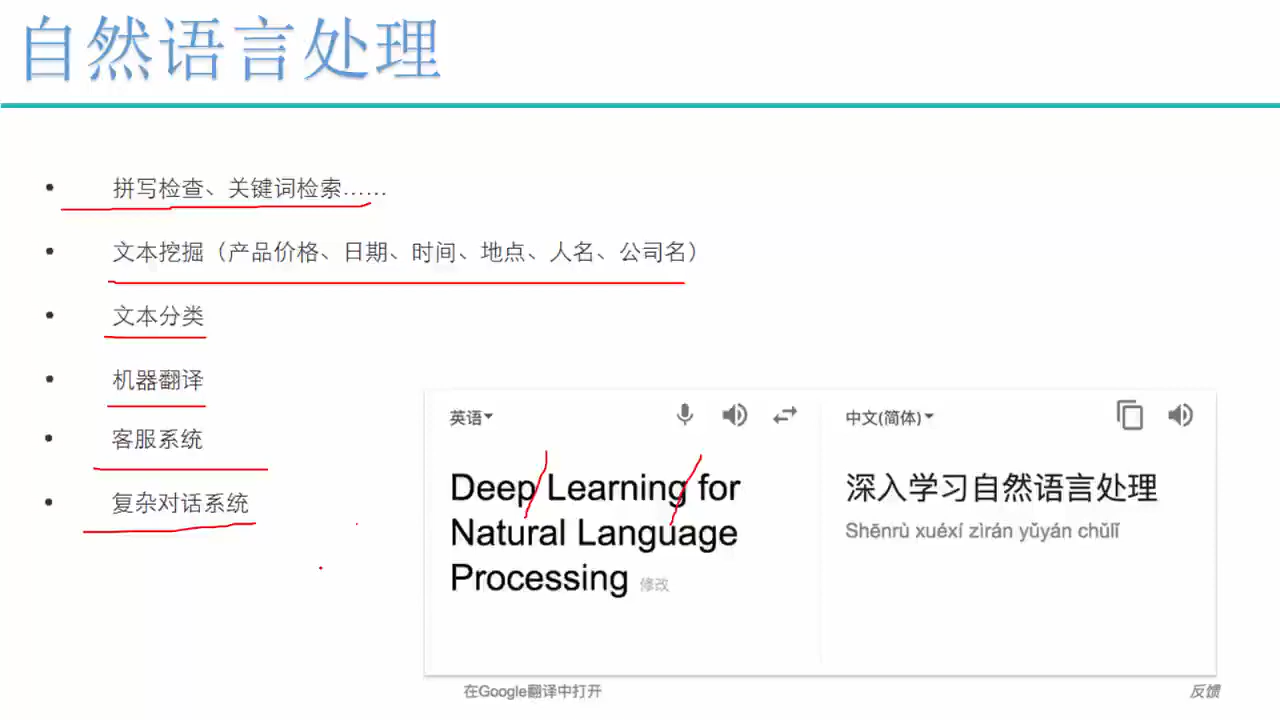 自然语言处理
• 拼写检查、关键词检索……
• 文本挖掘（产品价格、日期、时间、地点、人名、公司名）
• 文本分类
• 机器翻译
• 客服系统
• 复杂对话系统
英语
Deep Learning for
Natural Language
Processing 修改
中文(简体)
深入学习自然语言处理
Shēnrù xuéxí zìrán yǔyán chǔlǐ
在Google翻译中打开
反馈